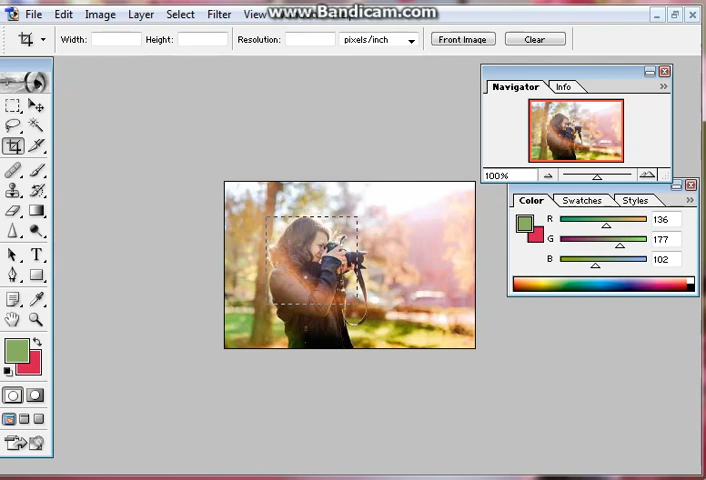 File Edit Image Layer Select Filter View www.Bandicam.com
Width: Height: Resolution: pixels/inch Front Image Clear
Navigator Info
100%
Color Swatches Styles
R 136
G 177
B 102
T